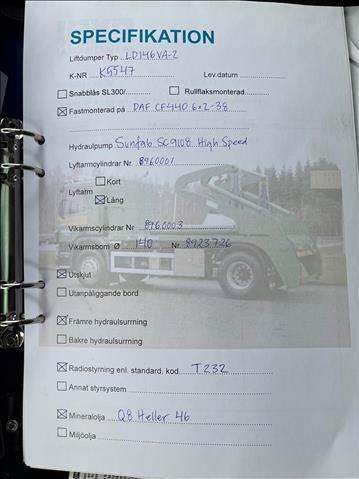 SPECIFIKATION
Liftdumper Typ LD146VA-2
K-NR K5547 Lev.datum
Snabblås SL300/ Rullflaksmonterad
Fastmonterad på DAF CF440 6x2-38
Hydraulpump Sunfab SC9108 High Speed
Lyftarmcylindrar Nr 8960001
Kort
Lyftarm
Lång
Vikarmscylindrar Nr 8960003
Vikarmsbom Ø 140 Nr 8923726
Utskjut
Utanpåliggande bord
Främre hydraulsurrning
Bakre hydraulsurrning
Radiostyrning enl. standard, kod T232
Annat styrsystem
Mineralolja Q8 Heller 46
Miljöolja